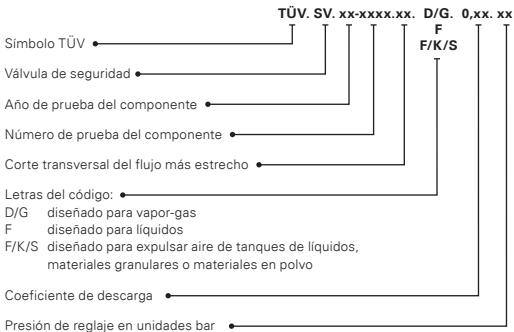 TÜV. SV. xx-xxxx.xx. D/G. 0,xx. xx
F
F/K/S
Símbolo TÜV
Válvula de seguridad
Año de prueba del componente
Número de prueba del componente
Corte transversal del flujo más estrecho
Letras del código:
D/G diseñado para vapor-gas
F diseñado para líquidos
F/K/S diseñado para expulsar aire de tanques de líquidos,
materiales granulares o materiales en polvo
Coeficiente de descarga
Presión de reglaje en unidades bar